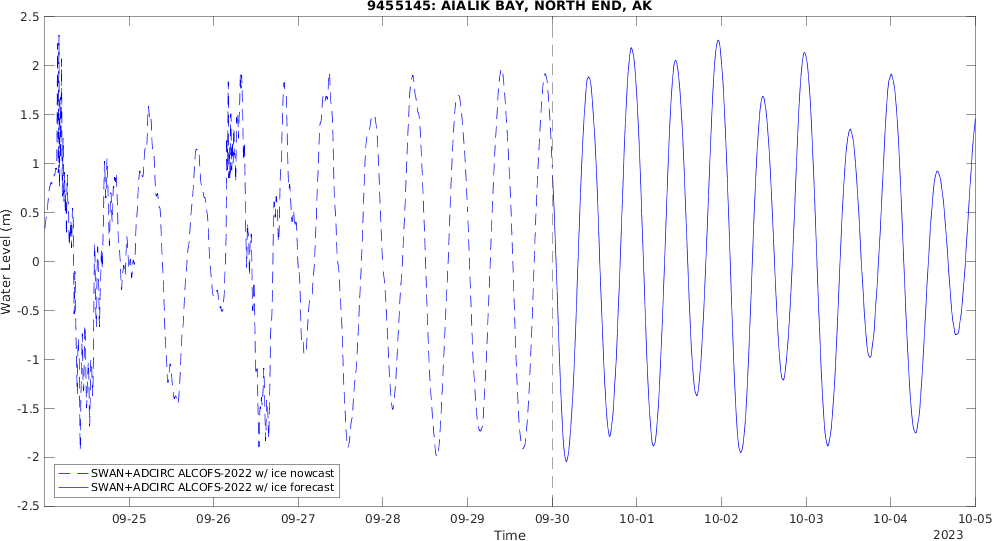 9455145: AIALIK BAY, NORTH END, AK
2.5
2
1.5
1
0.5
0
-0.5
-1
-1.5
-2
-2.5
Water Level (m)
SWAN+ADCIRC ALCOFS-2022 w/ ice nowcast
SWAN+ADCIRC ALCOFS-2022 w/ ice forecast
09-25 09-26 09-27 09-28 09-29 09-30 10-01 10-02 10-03 10-04 10-05
Time
2023